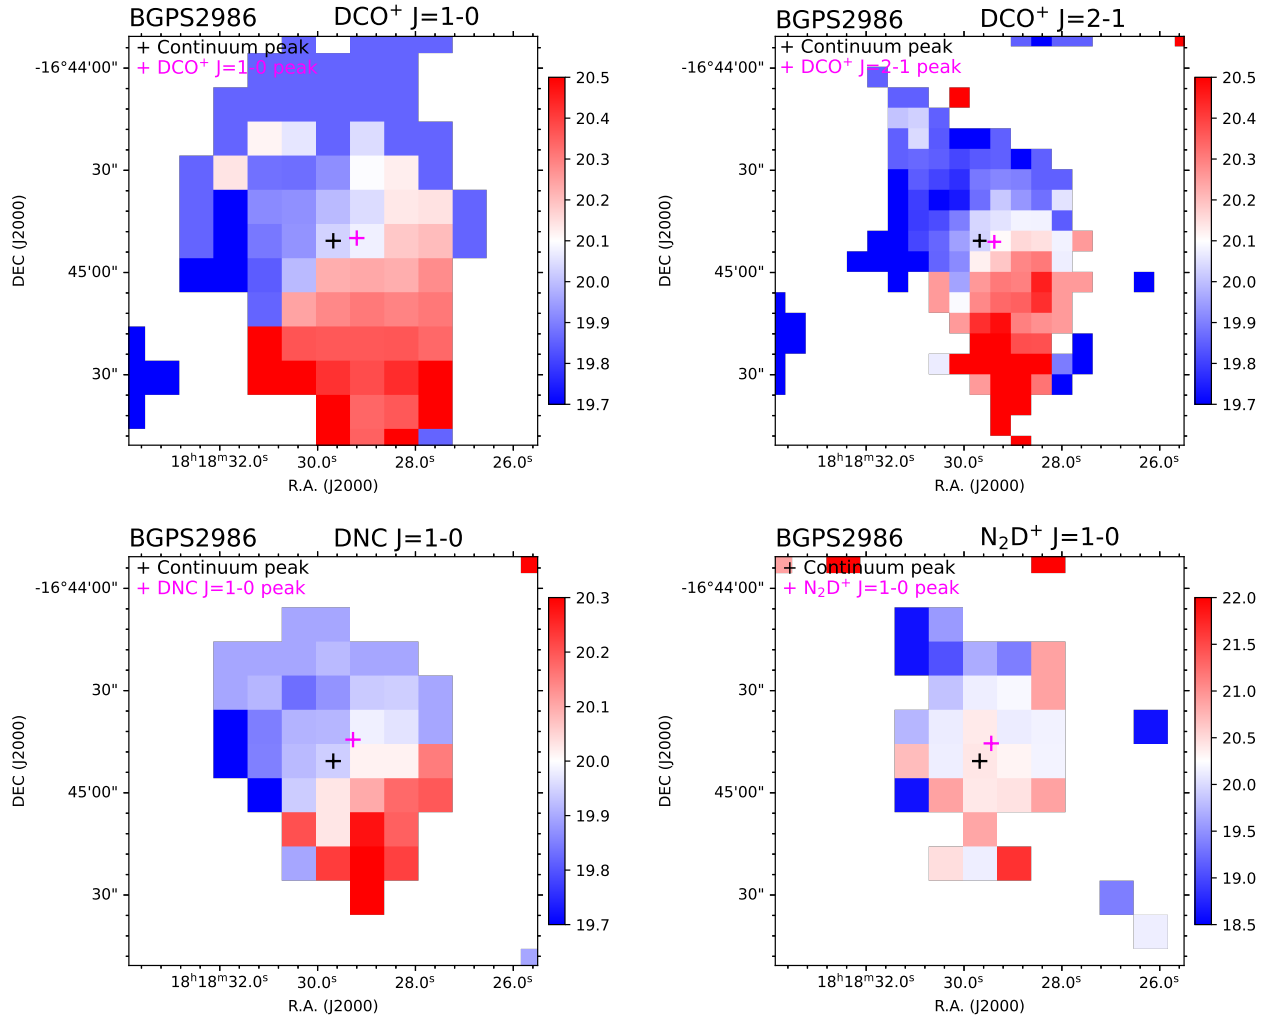 BGPS2986 DCO⁺ J=1-0
+ Continuum peak
+ DCO⁺ J=1-0 peak
-16°44'00"
30"
45'00"
30"
DEC (J2000)
18ʰ18ᵐ32.0ˢ 30.0ˢ 28.0ˢ 26.0ˢ
R.A. (J2000)
20.5
20.4
20.3
20.2
20.1
20.0
19.9
19.8
19.7
BGPS2986 DCO⁺ J=2-1
+ Continuum peak
+ DCO⁺ J=2-1 peak
-16°44'00"
30"
45'00"
30"
DEC (J2000)
18ʰ18ᵐ32.0ˢ 30.0ˢ 28.0ˢ 26.0ˢ
R.A. (J2000)
20.5
20.4
20.3
20.2
20.1
20.0
19.9
19.8
19.7
BGPS2986 DNC J=1-0
+ Continuum peak
+ DNC J=1-0 peak
-16°44'00"
30"
45'00"
30"
DEC (J2000)
18ʰ18ᵐ32.0ˢ 30.0ˢ 28.0ˢ 26.0ˢ
R.A. (J2000)
20.3
20.2
20.1
20.0
19.9
19.8
19.7
BGPS2986 N₂D⁺ J=1-0
+ Continuum peak
+ N₂D⁺ J=1-0 peak
-16°44'00"
30"
45'00"
30"
DEC (J2000)
18ʰ18ᵐ32.0ˢ 30.0ˢ 28.0ˢ 26.0ˢ
R.A. (J2000)
22.0
21.5
21.0
20.5
20.0
19.5
19.0
18.5